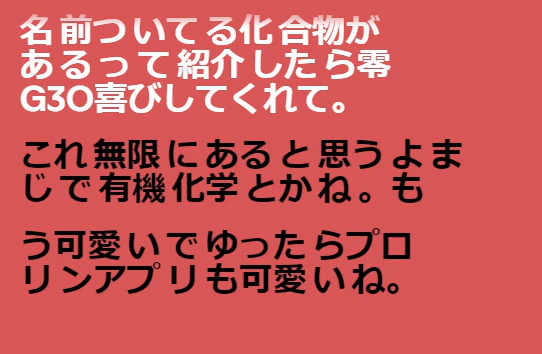 名前ついてる化合物が
あるって紹介したら零
G3O喜びしてくれて。
これ無限にあると思うよま
じで有機化学とかね。も
う可愛いでゆったらプロ
リンアプリも可愛いね。